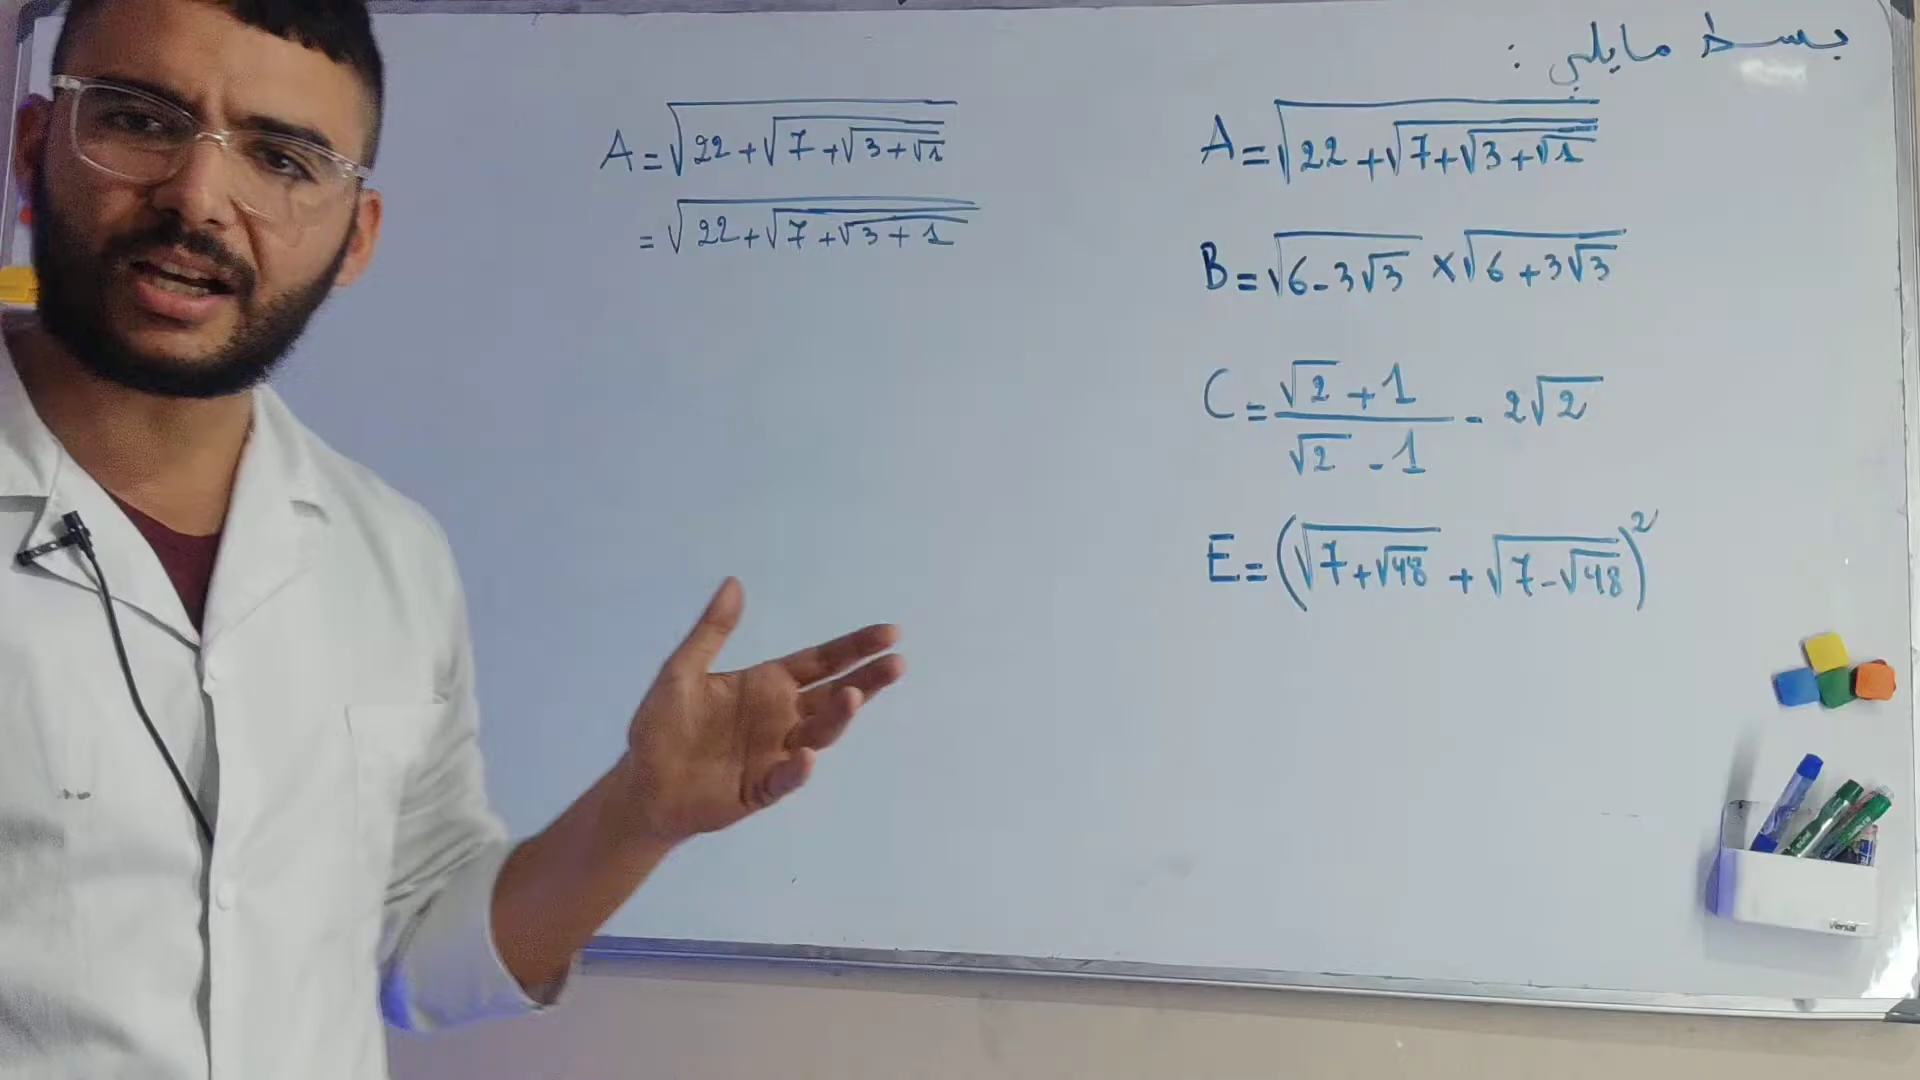 بسط مايلي :
A = √(22 + √(7 + √(3 + √1)))
B = √(6 - 3√3) × √(6 + 3√3)
C = (√2 + 1)/(√2 - 1) - 2√2
E = (√(7 + √48) + √(7 - √48))²
A = √(22 + √(7 + √(3 + √1)))
= √(22 + √(7 + √(3 + 1)))
Versal